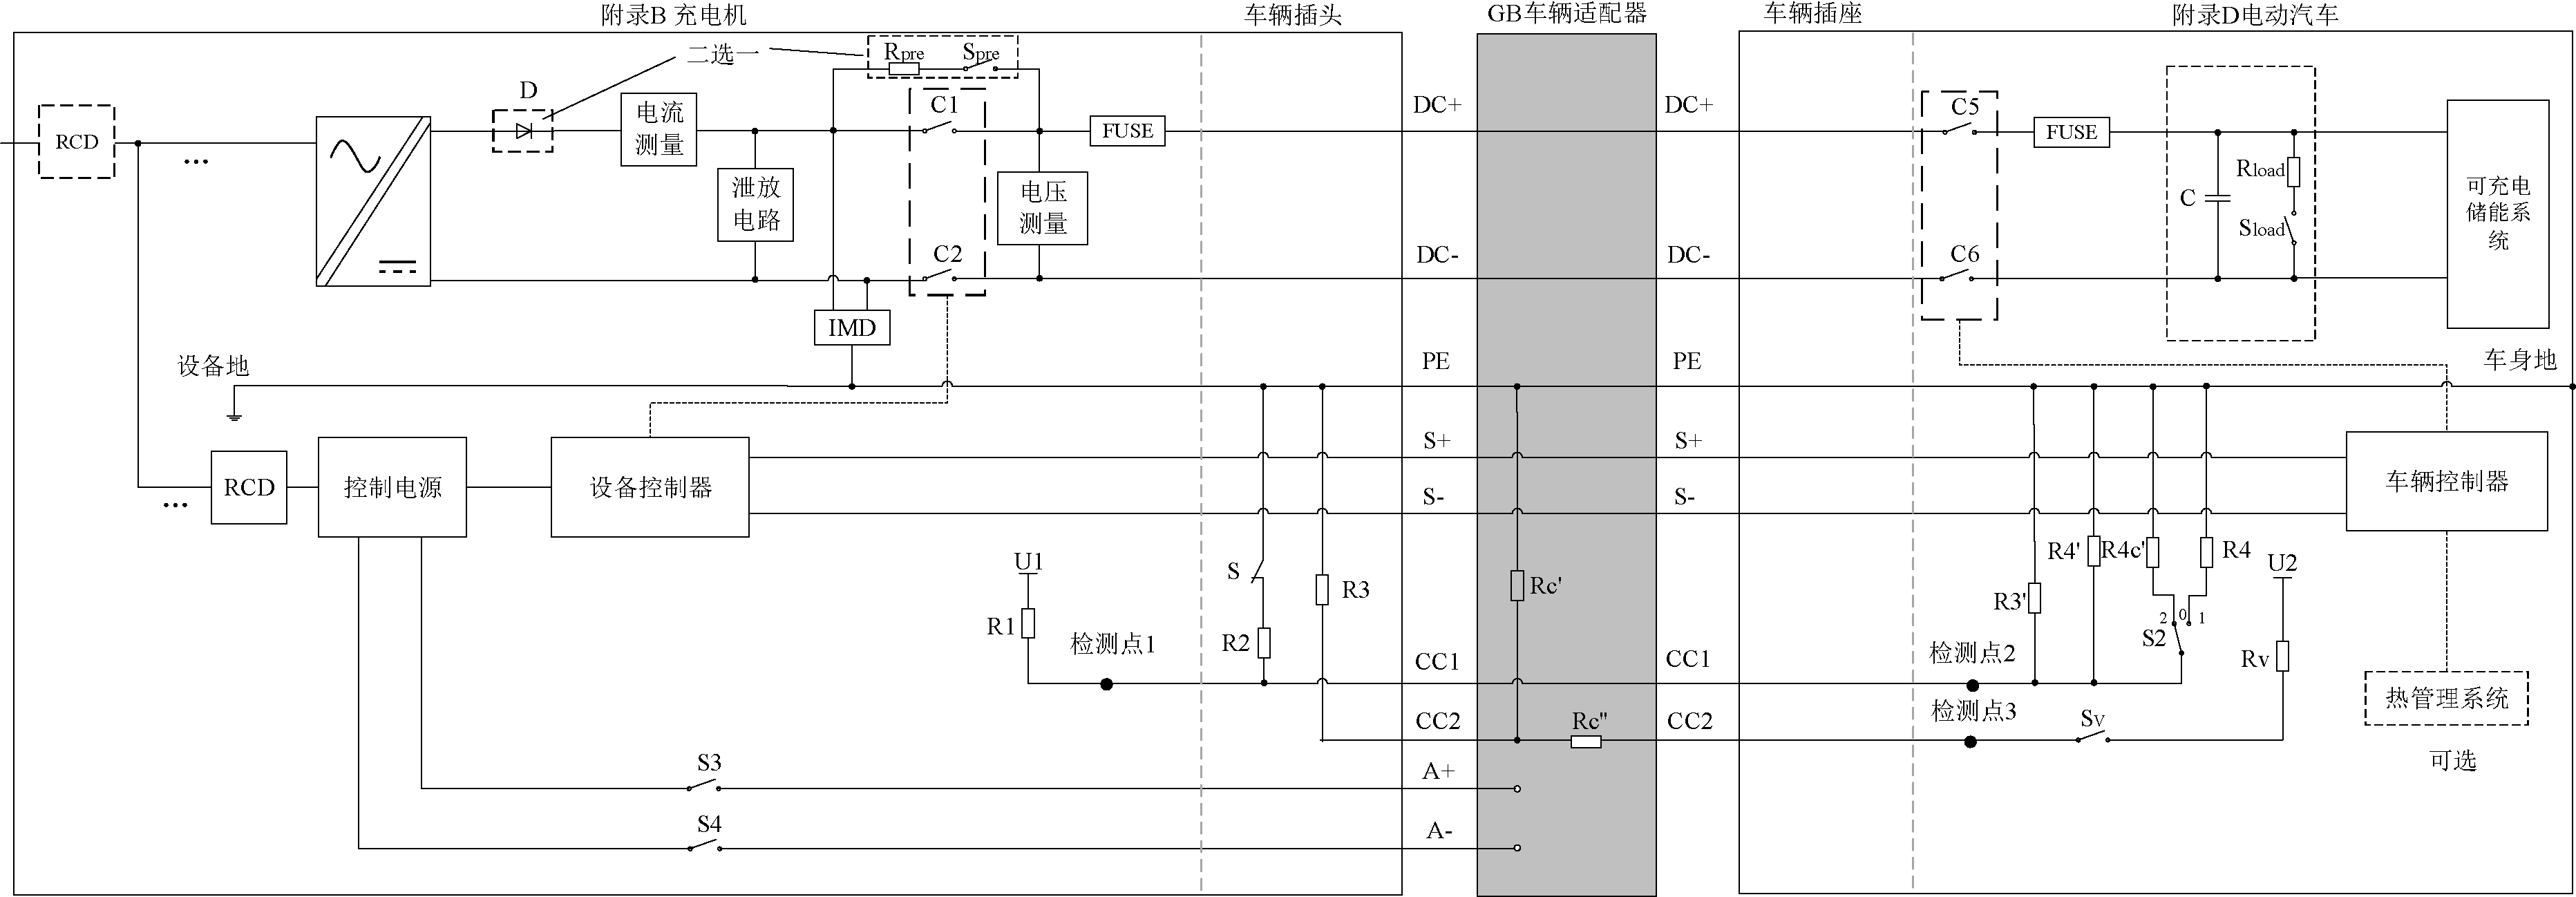 附录B 充电机
车辆插头
GB车辆适配器
车辆插座
附录D电动汽车
二选一
Rpre
Spre
D
RCD
...
电流
测量
C1
FUSE
DC+
DC+
C5
FUSE
泄放
电路
电压
测量
C
Rload
Sload
可充电
储能系
统
C2
DC-
DC-
C6
IMD
设备地
PE
PE
车身地
S+
S+
...
RCD
控制电源
设备控制器
S-
S-
车辆控制器
U1
R1
检测点1
S
R2
R3
Rc'
R3'
R4'
R4c'
R4
U2
2
0
1
S2
Rv
CC1
CC1
检测点2
检测点3
热管理系统
可选
CC2
Rc"
CC2
SV
S3
A+
S4
A-